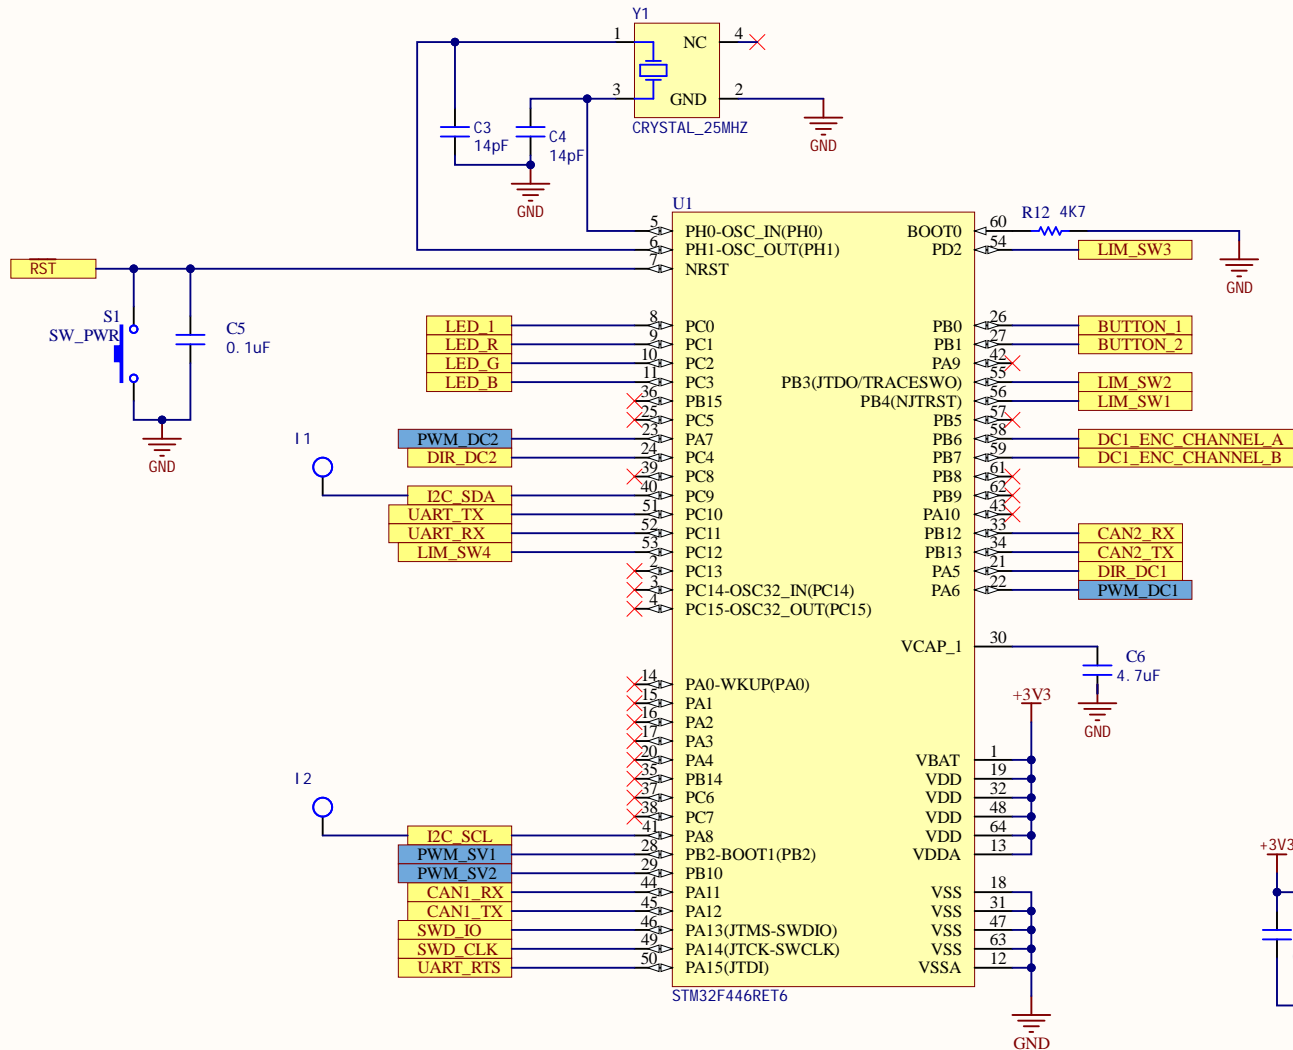 Y1
1
NC
4
3
GND
2
CRYSTAL_25MHZ
C3
14pF
C4
14pF
GND
GND
U1
5
PH0-OSC_IN(PH0)
6
PH1-OSC_OUT(PH1)
7
NRST
BOOT0
60
R12
4K7
PD2
54
LIM_SW3
GND
RST
S1
SW_PWR
C5
0.1uF
GND
LED_1
8
PC0
LED_R
9
PC1
LED_G
10
PC2
LED_B
11
PC3
36
PB15
25
PC5
PWM_DC2
23
PA7
DIR_DC2
24
PC4
39
PC8
I1
I2C_SDA
40
PC9
UART_TX
51
PC10
UART_RX
52
PC11
LIM_SW4
53
PC12
2
PC13
3
PC14-OSC32_IN(PC14)
4
PC15-OSC32_OUT(PC15)
PB0
26
BUTTON_1
PB1
27
BUTTON_2
PA9
42
PB3(JTDO/TRACESWO)
55
LIM_SW2
PB4(NJTRST)
56
LIM_SW1
PB5
57
PB6
58
DC1_ENC_CHANNEL_A
PB7
59
DC1_ENC_CHANNEL_B
PB8
61
PB9
62
PA10
43
PB12
33
CAN2_RX
PB13
34
CAN2_TX
PA5
21
DIR_DC1
PA6
22
PWM_DC1
VCAP_1
30
C6
4.7uF
GND
14
PA0-WKUP(PA0)
15
PA1
16
PA2
17
PA3
20
PA4
35
PB14
37
PC6
38
PC7
I2
I2C_SCL
41
PA8
PWM_SV1
28
PB2-BOOT1(PB2)
PWM_SV2
29
PB10
CAN1_RX
44
PA11
CAN1_TX
45
PA12
SWD_IO
46
PA13(JTMS-SWDIO)
SWD_CLK
49
PA14(JTCK-SWCLK)
UART_RTS
50
PA15(JTDI)
+3V3
VBAT
1
VDD
19
VDD
32
VDD
48
VDD
64
VDDA
13
VSS
18
VSS
31
VSS
47
VSS
63
VSSA
12
STM32F446RET6
GND
+3V3